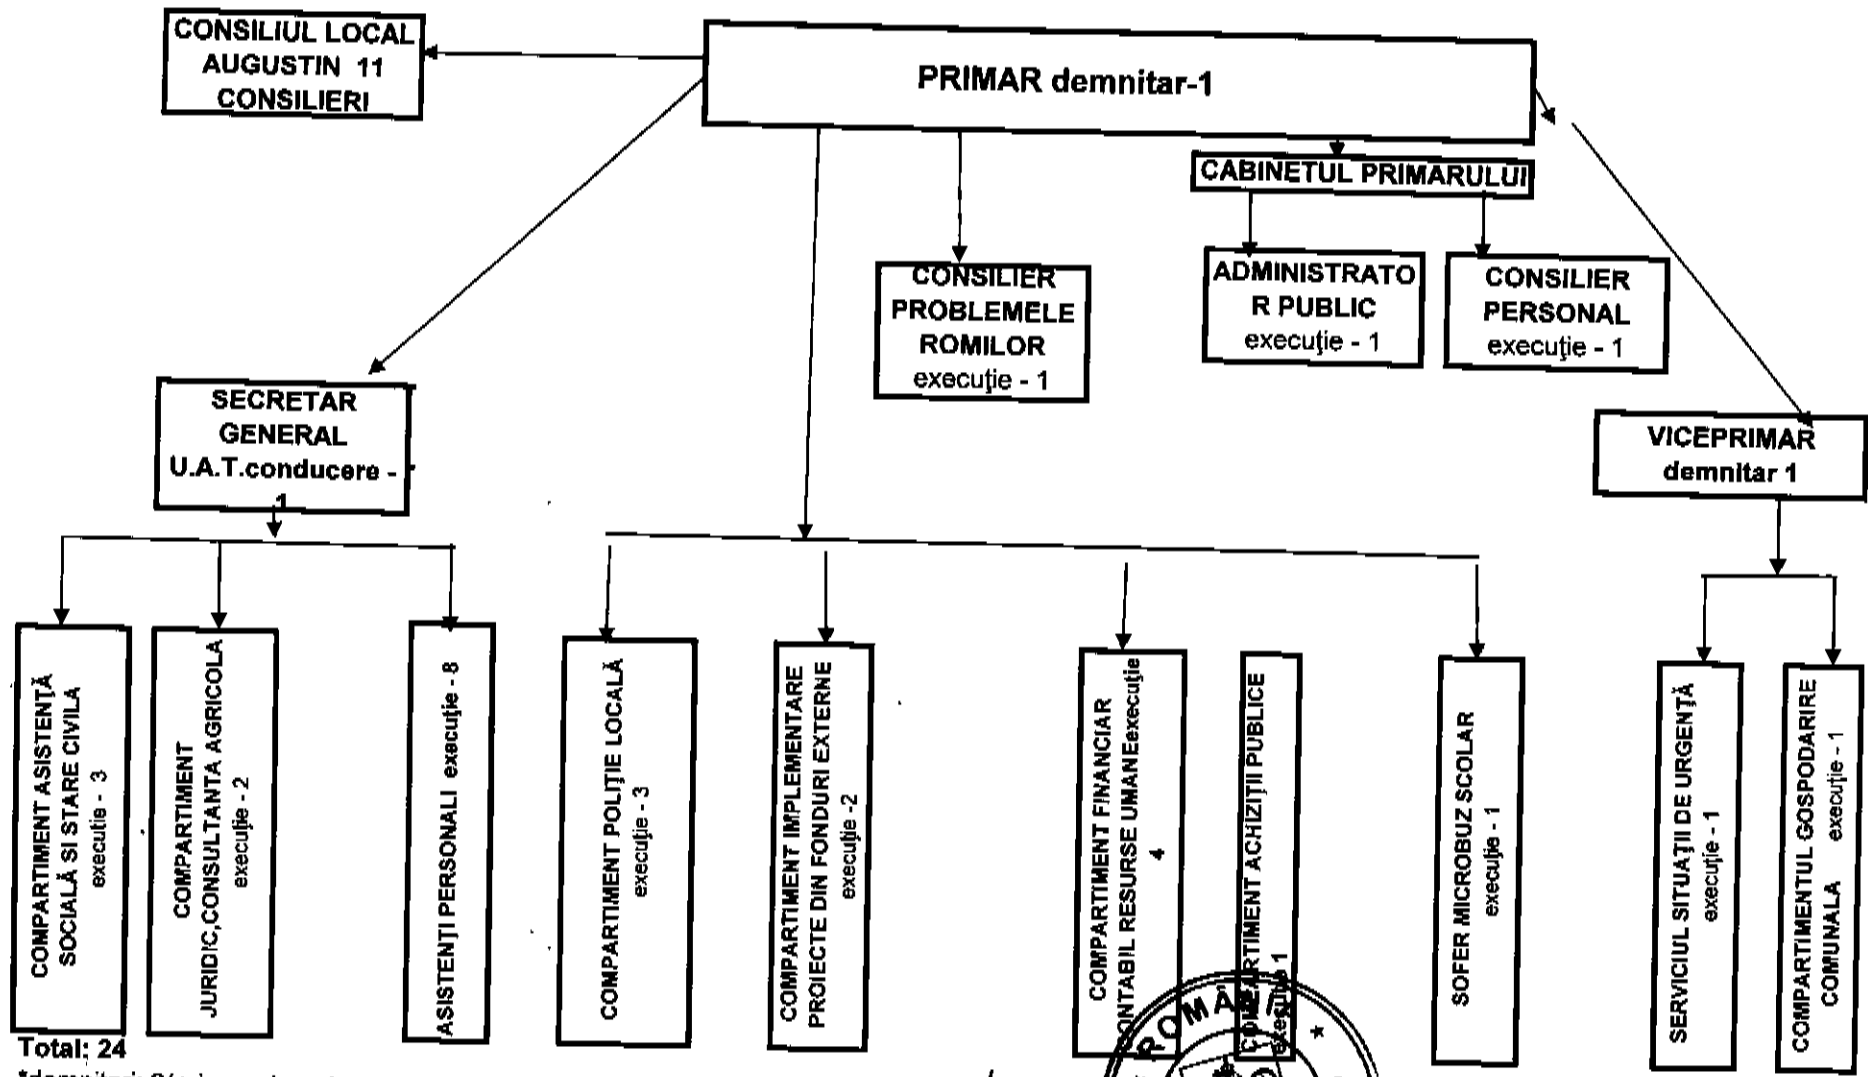 CONSILIUL LOCAL
AUGUSTIN 11
CONSILIERI
PRIMAR demnitar-1
CABINETUL PRIMARULUI
CONSILIER
PROBLEMELE
ROMILOR
execuţie - 1
ADMINISTRATO
R PUBLIC
execuţie - 1
CONSILIER
PERSONAL
execuţie - 1
SECRETAR
GENERAL
U.A.T.conducere -
1
VICEPRIMAR
demnitar 1
COMPARTIMENT ASISTENŢĂ
SOCIALĂ SI STARE CIVILA
executie - 3
COMPARTIMENT
JURIDIC,CONSULTANTA AGRICOLA
execuţie - 2
ASISTENŢI PERSONALI execuţie - 8
COMPARTIMENT POLIŢIE LOCALĂ
execuţie - 3
COMPARTIMENT IMPLEMENTARE
PROIECTE DIN FONDURI EXTERNE
execuţie -2
COMPARTIMENT FINANCIAR
CONTABIL RESURSE UMANEexecuţie
4
COMPARTIMENT ACHIZIŢII PUBLICE
execuţie 1
SOFER MICROBUZ SCOLAR
execuţie - 1
SERVICIUL SITUAŢII DE URGENŢĂ
execuţie - 1
COMPARTIMENTUL GOSPODARIRE
COMUNALA execuţie - 1
Total: 24